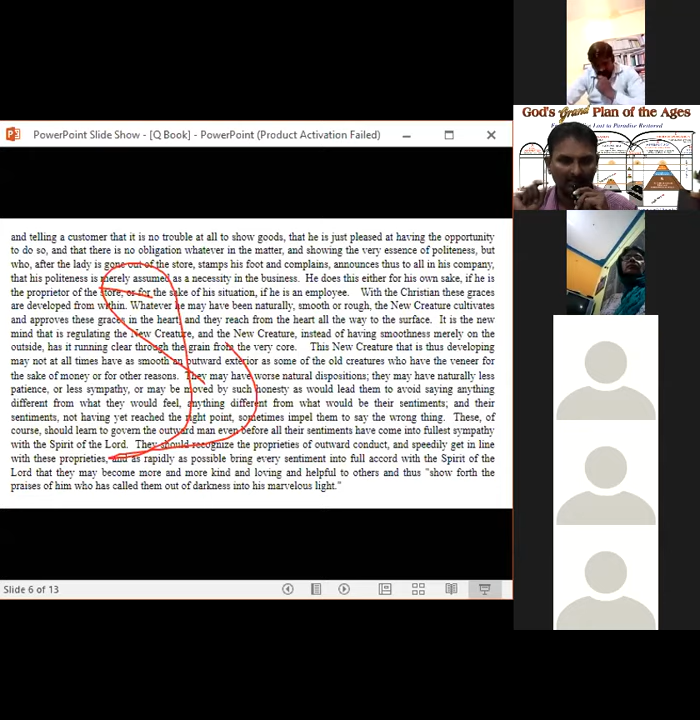 PowerPoint Slide Show - [Q Book] - PowerPoint (Product Activation Failed)
and telling a customer that it is no trouble at all to show goods, that he is just pleased at having the opportunity
to do so, and that there is no obligation whatever in the matter, and showing the very essence of politeness, but
who, after the lady is gone out of the store, stamps his foot and complains, announces thus to all in his company,
that his politeness is merely assumed as a necessity in the business. He does this either for his own sake, if he is
the proprietor of the store, or for the sake of his situation, if he is an employee. With the Christian these graces
are developed from within. Whatever he may have been naturally, smooth or rough, the New Creature cultivates
and approves these graces in the heart and they reach from the heart all the way to the surface. It is the new
mind that is regulating the New Creature, and the New Creature, instead of having smoothness merely on the
outside, has it running clear through the grain from the very core. This New Creature that is thus developing
may not at all times have as smooth an outward exterior as some of the old creatures who have the veneer for
the sake of money or for other reasons. They may have worse natural dispositions; they may have naturally less
patience, or less sympathy, or may be moved by such honesty as would lead them to avoid saying anything
different from what they would feel, anything different from what would be their sentiments; and their
sentiments, not having yet reached the right point, sometimes impel them to say the wrong thing. These, of
course, should learn to govern the outward man even before all their sentiments have come into fullest sympathy
with the Spirit of the Lord. They should recognize the proprieties of outward conduct, and speedily get in line
with these proprieties, and as rapidly as possible bring every sentiment into full accord with the Spirit of the
Lord that they may become more and more kind and loving and helpful to others and thus "show forth the
praises of him who has called them out of darkness into his marvelous light."
Slide 6 of 13
God's Grand Plan of the Ages
Lost to Paradise Restored